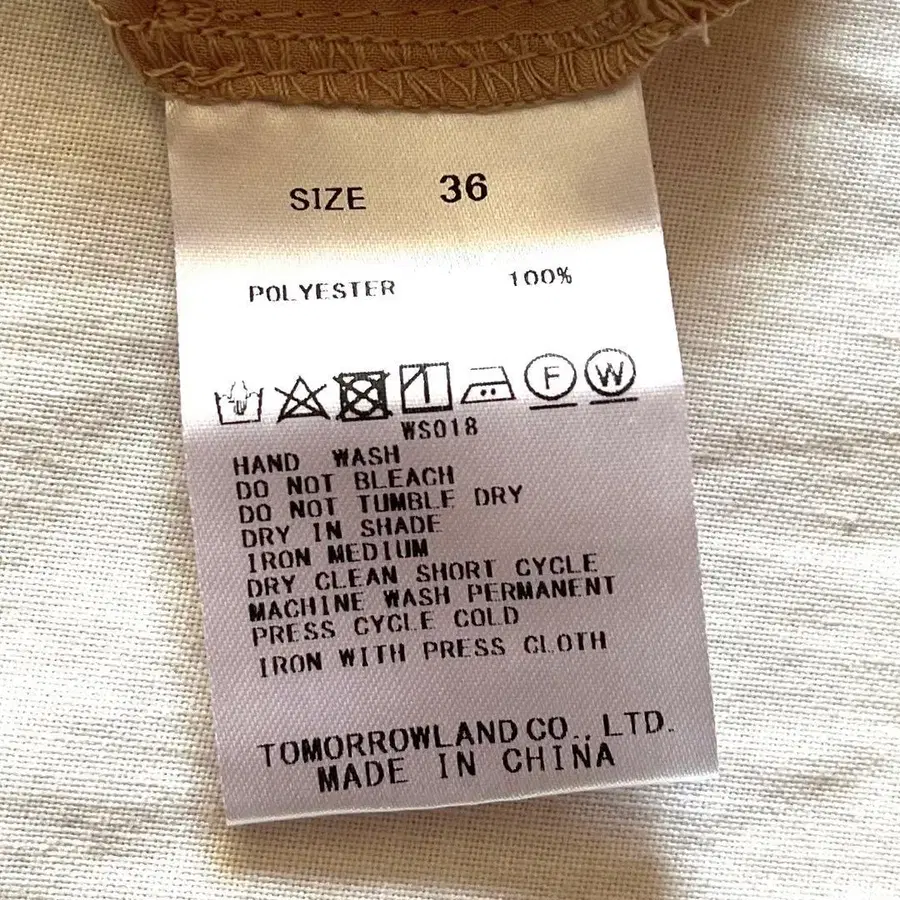 SIZE 36
POLYESTER 100%
F W
WS018
HAND WASH
DO NOT BLEACH
DO NOT TUMBLE DRY
DRY IN SHADE
IRON MEDIUM
DRY CLEAN SHORT CYCLE
MACHINE WASH PERMANENT
PRESS CYCLE COLD
IRON WITH PRESS CLOTH
TOMORROWLAND CO., LTD.
MADE IN CHINA